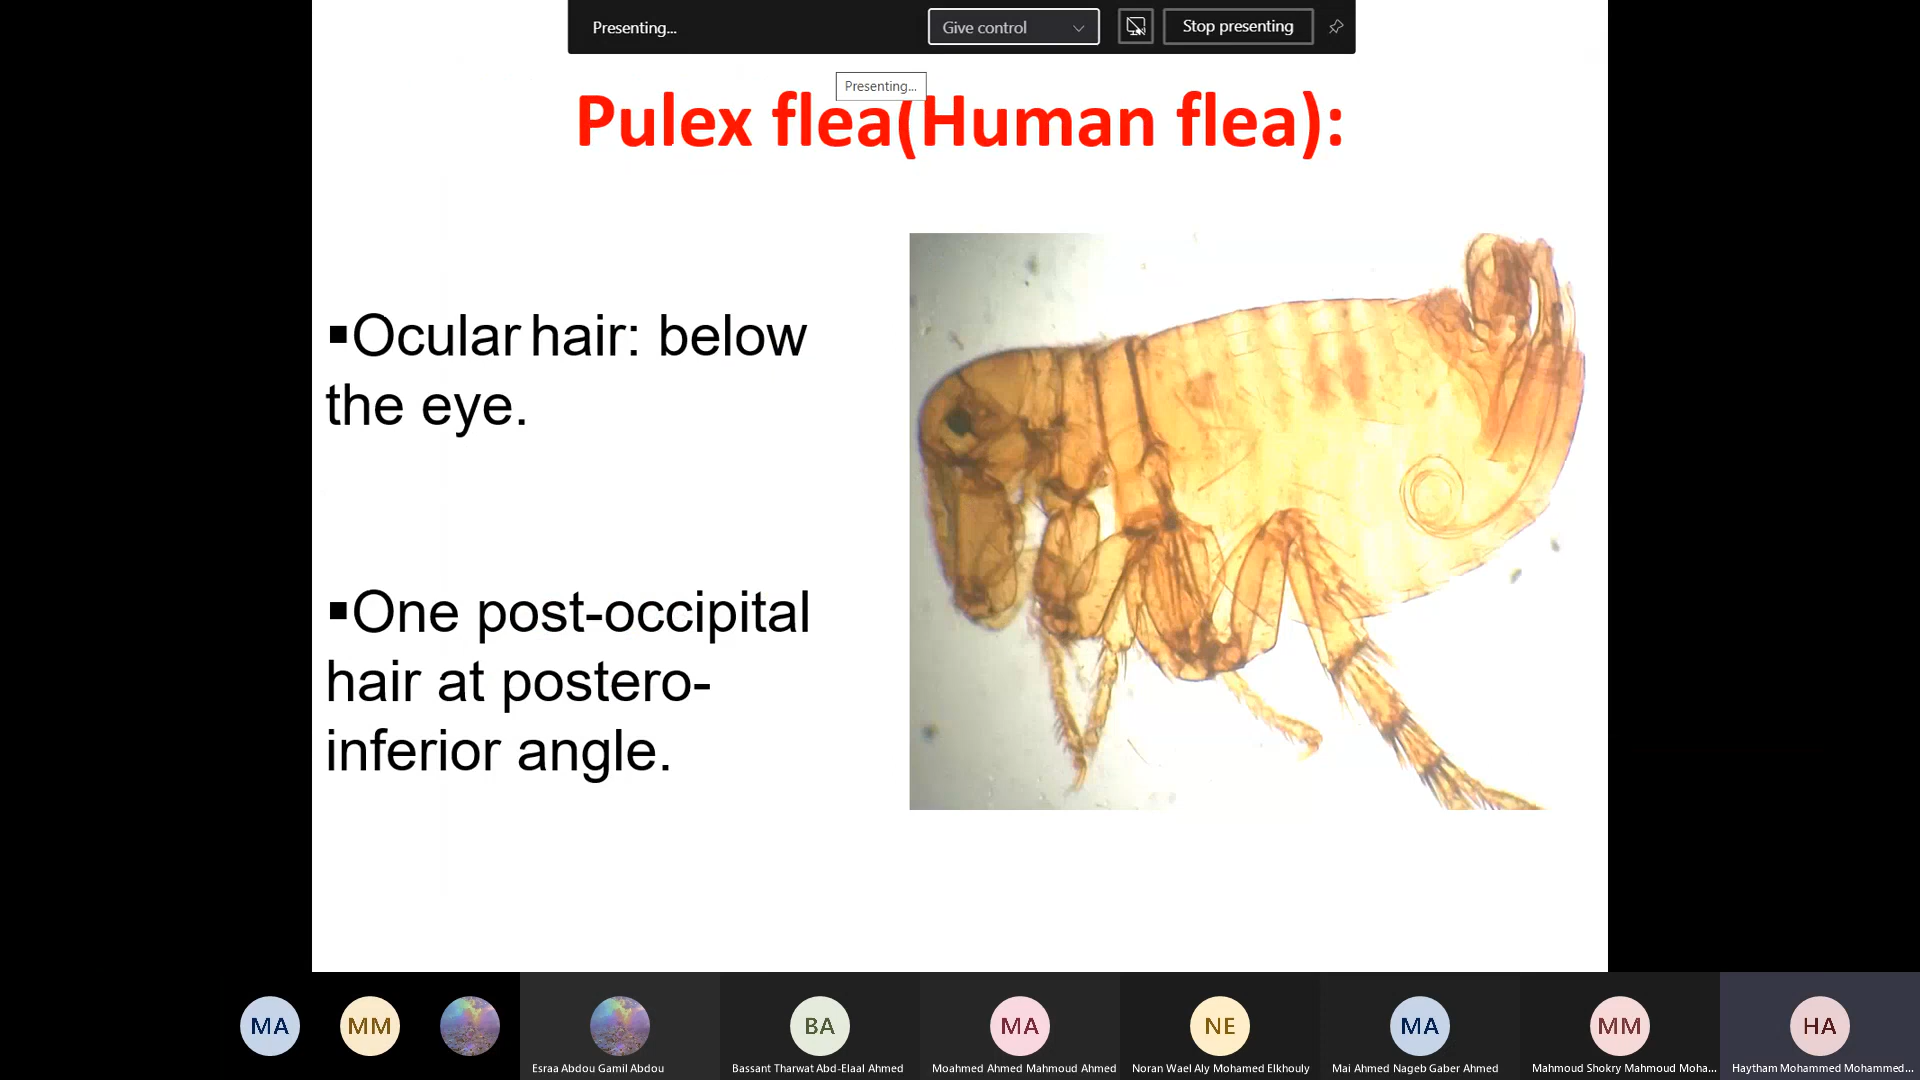 Presenting...
Give control
Stop presenting
Presenting...
Pulex flea(Human flea):
▪Ocular hair: below
the eye.
▪One post-occipital
hair at postero-
inferior angle.
MA
MM
BA
MA
NE
MA
MM
HA
Esraa Abdou Gamil Abdou
Bassant Tharwat Abd-Elaal Ahmed
Moahmed Ahmed Mahmoud Ahmed
Noran Wael Aly Mohamed Elkhouly
Mai Ahmed Nageb Gaber Ahmed
Mahmoud Shokry Mahmoud Moha...
Haytham Mohammed Mohammed...